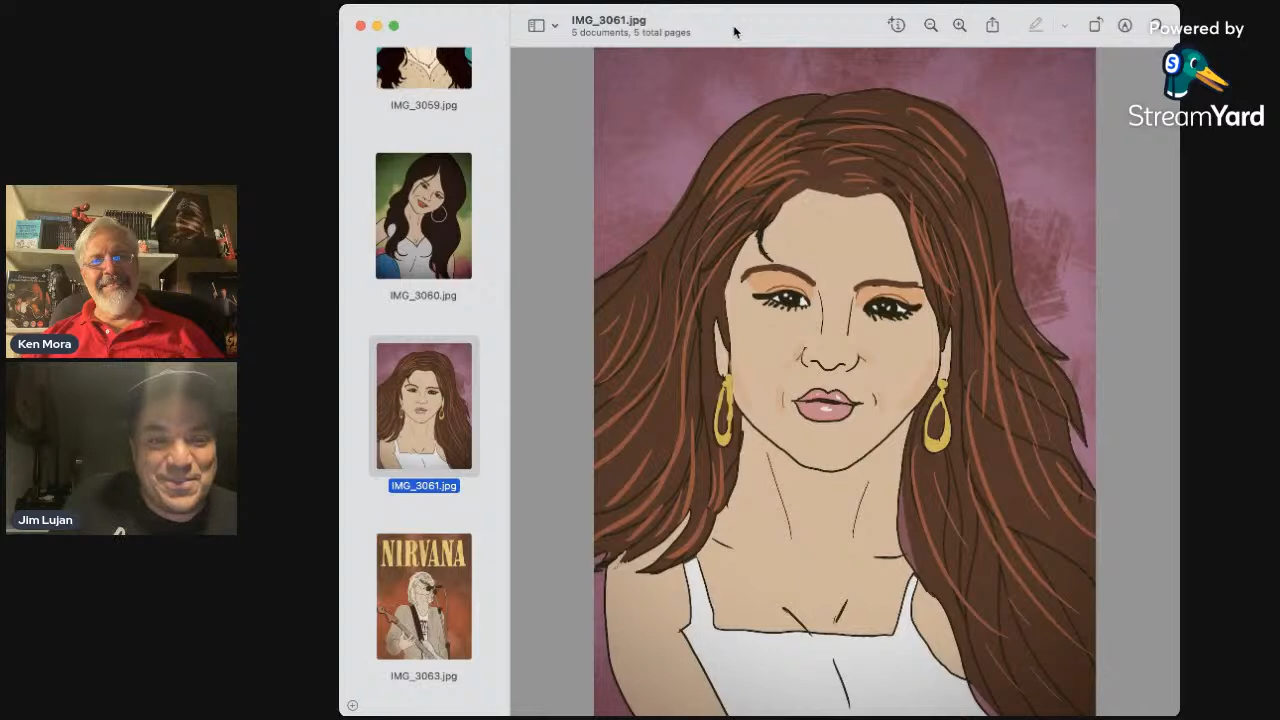 IMG_3061.jpg
5 documents, 5 total pages
Powered by
S
StreamYard
IMG_3059.jpg
IMG_3060.jpg
IMG_3061.jpg
NIRVANA
IMG_3063.jpg
Ken Mora
Jim Lujan